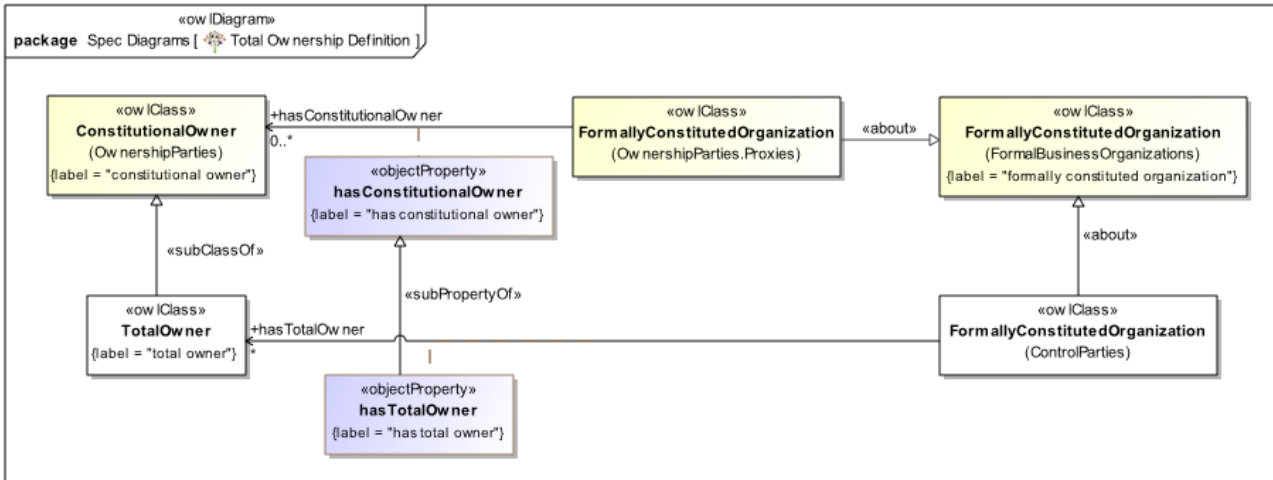 «owlDiagram»
package Spec Diagrams [ Total Ownership Definition ]
«owlClass»
ConstitutionalOwner
(OwnershipParties)
{label = "constitutional owner"}
+hasConstitutionalOwner
0..*
«owlClass»
FormallyConstitutedOrganization
(OwnershipParties.Proxies)
«about»
«owlClass»
FormallyConstitutedOrganization
(FormalBusinessOrganizations)
{label = "formally constituted organization"}
«objectProperty»
hasConstitutionalOwner
{label = "has constitutional owner"}
«subClassOf»
«about»
«subPropertyOf»
«owlClass»
TotalOwner
{label = "total owner"}
+hasTotalOwner
*
«owlClass»
FormallyConstitutedOrganization
(ControlParties)
«objectProperty»
hasTotalOwner
{label = "has total owner"}